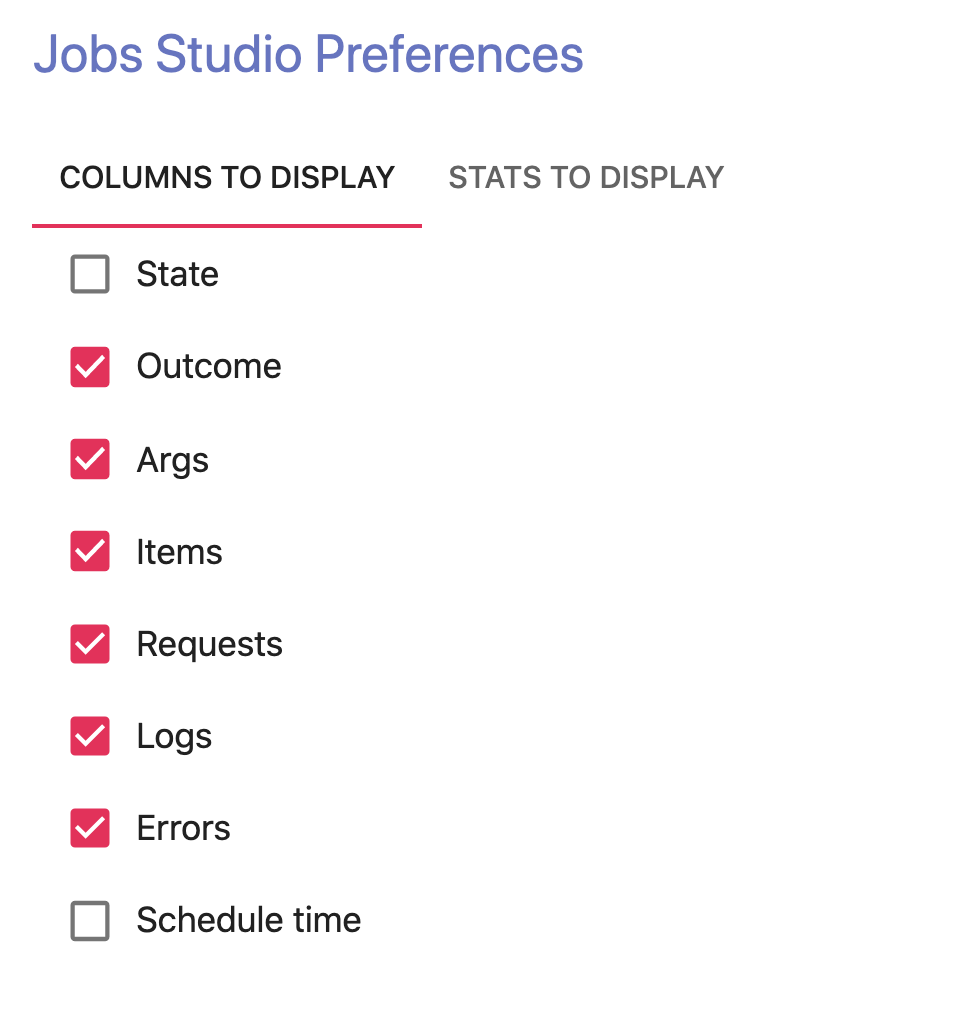 Jobs Studio Preferences
COLUMNS TO DISPLAY STATS TO DISPLAY
State
Outcome
Args
Items
Requests
Logs
Errors
Schedule time